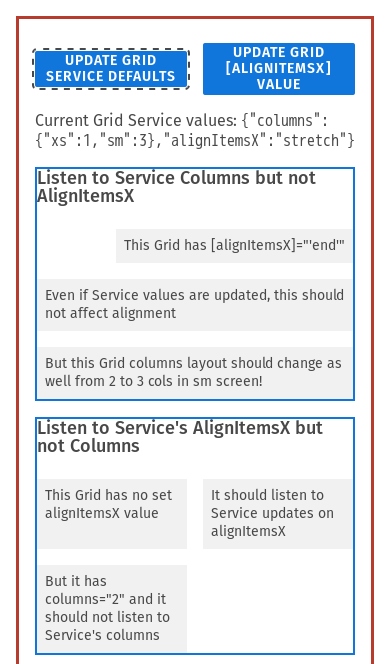 UPDATE GRID
SERVICE DEFAULTS
UPDATE GRID
[ALIGNITEMSX]
VALUE
Current Grid Service values: {"columns":
{"xs":1,"sm":3},"alignItemsX":"stretch"}
Listen to Service Columns but not
AlignItemsX
This Grid has [alignItemsX]="'end'"
Even if Service values are updated, this should
not affect alignment
But this Grid columns layout should change as
well from 2 to 3 cols in sm screen!
Listen to Service's AlignItemsX but
not Columns
This Grid has no set
alignItemsX value
It should listen to
Service updates on
alignItemsX
But it has
columns="2" and it
should not listen to
Service's columns